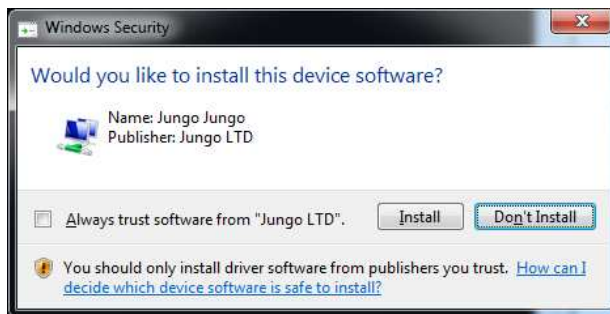 Windows Security
Would you like to install this device software?
Name: Jungo Jungo
Publisher: Jungo LTD
Always trust software from "Jungo LTD".
Install
Don't Install
You should only install driver software from publishers you trust. How can I
decide which device software is safe to install?